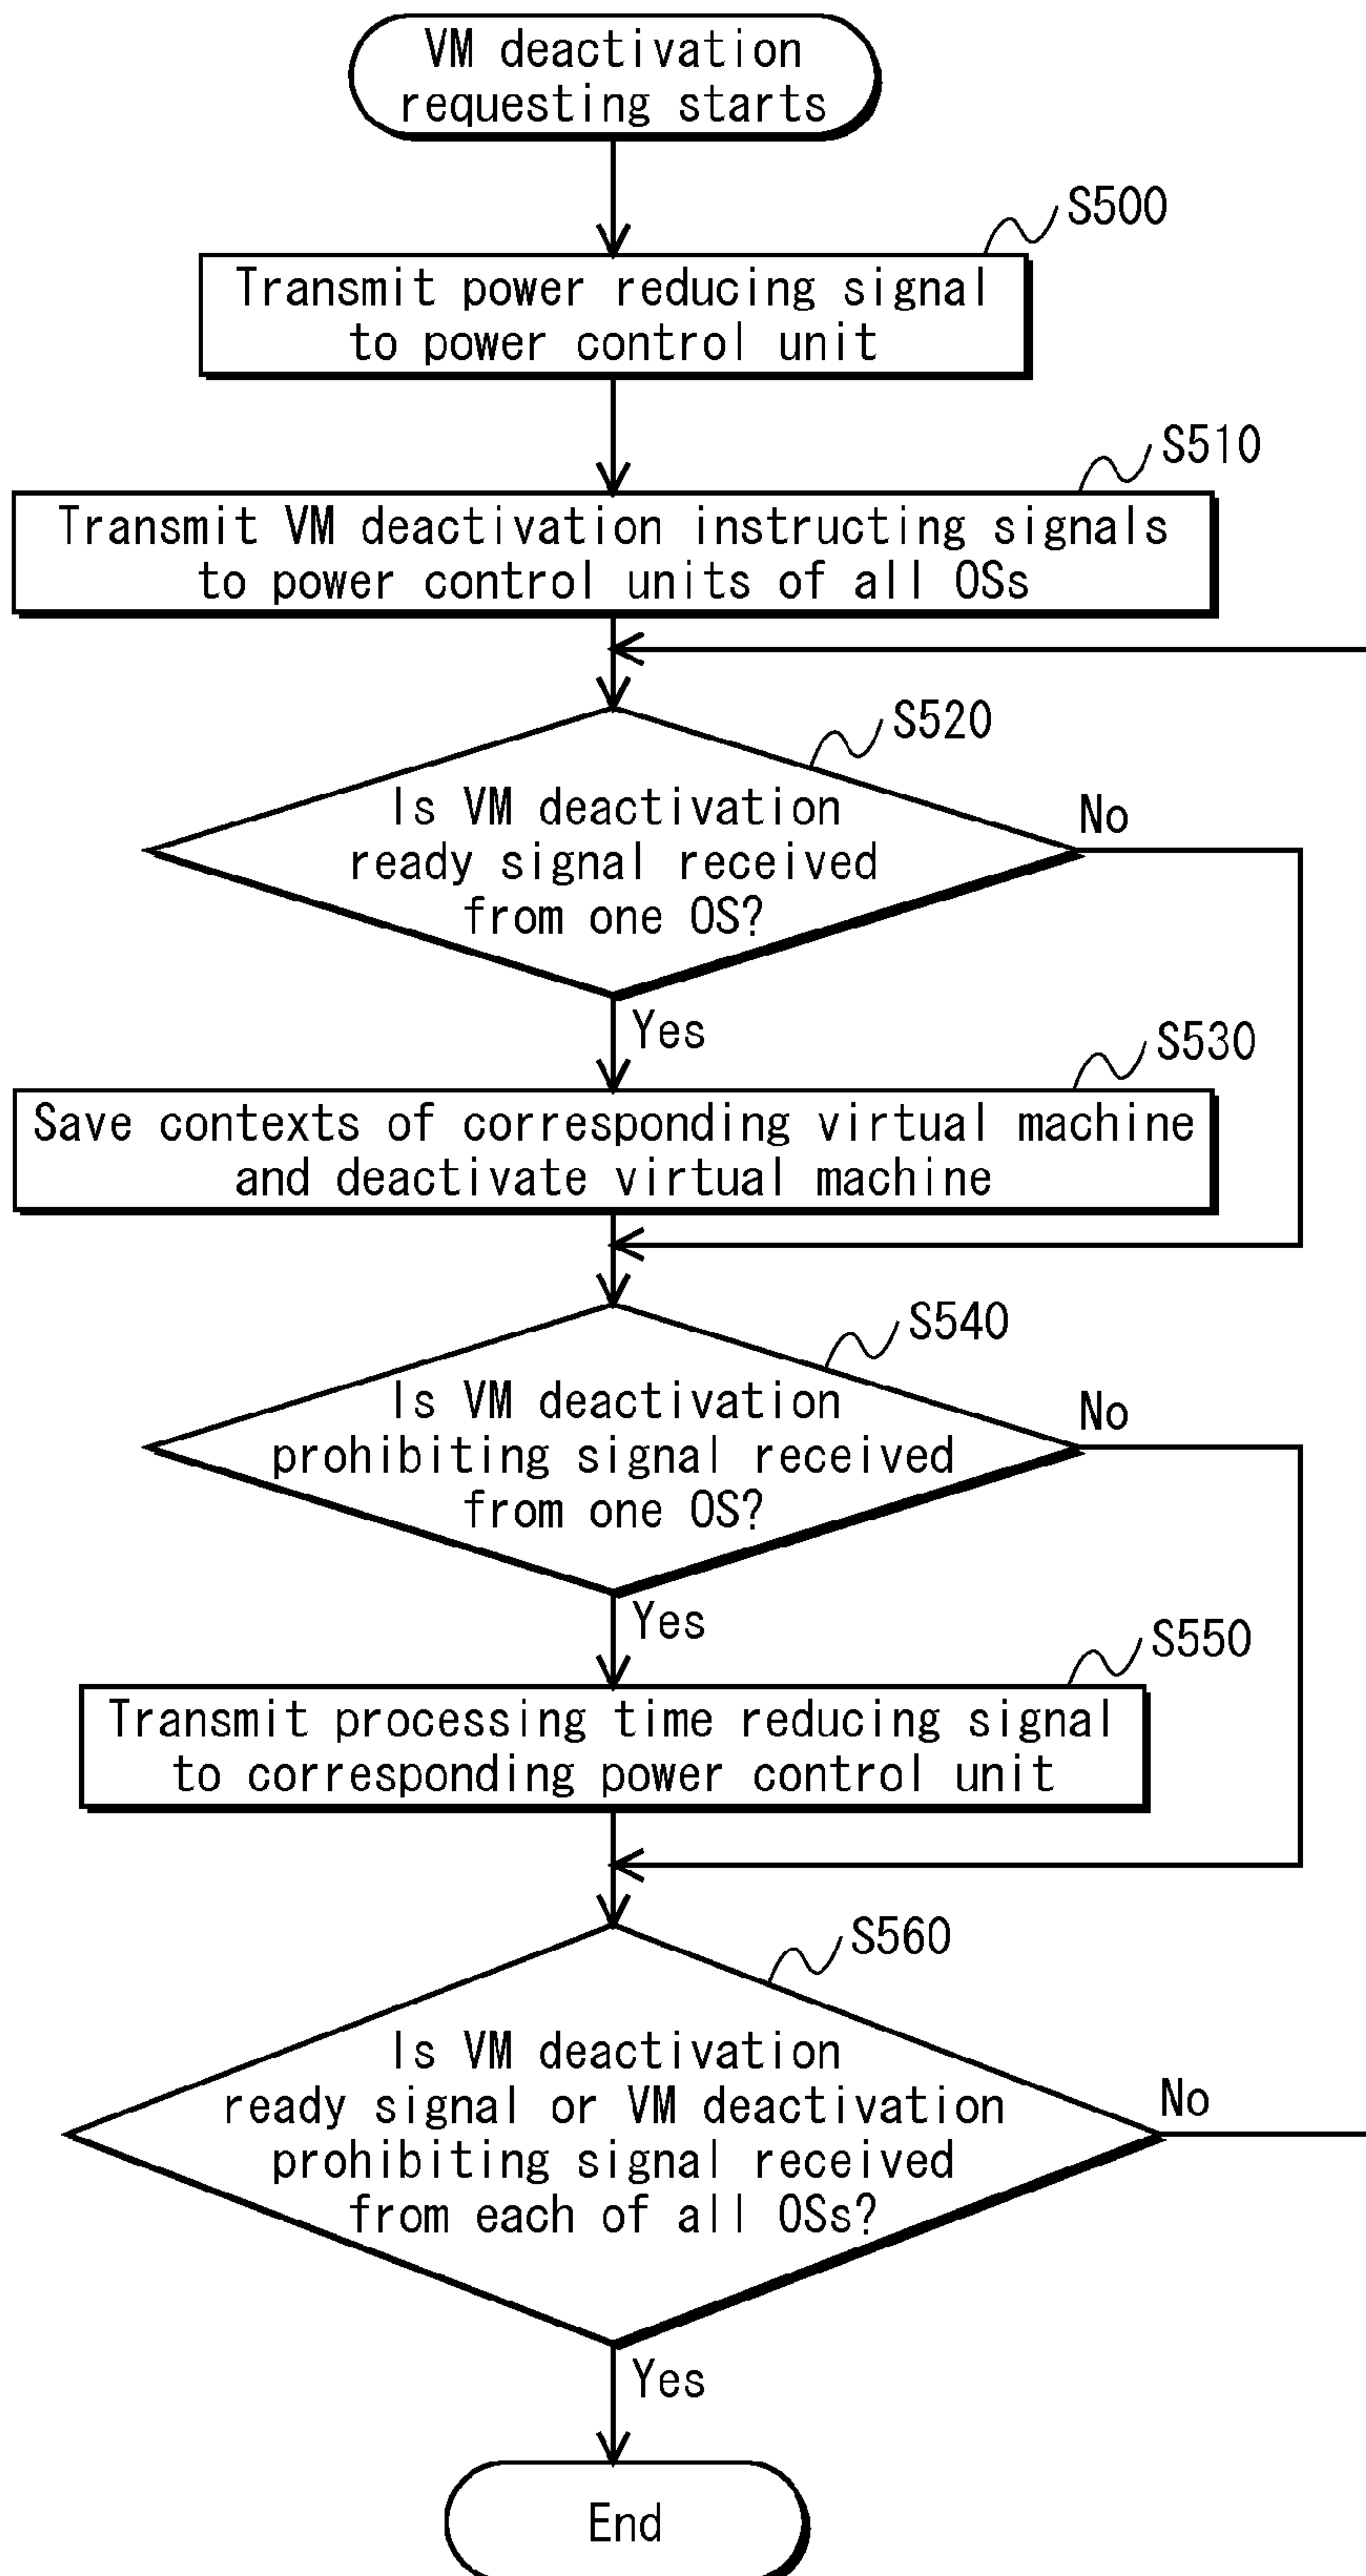 VM deactivation
requesting starts
S500
Transmit power reducing signal
to power control unit
S510
Transmit VM deactivation instructing signals
to power control units of all OSs
S520
Is VM deactivation
ready signal received
from one OS?
No
Yes
S530
Save contexts of corresponding virtual machine
and deactivate virtual machine
S540
Is VM deactivation
prohibiting signal received
from one OS?
No
Yes
S550
Transmit processing time reducing signal
to corresponding power control unit
S560
Is VM deactivation
ready signal or VM deactivation
prohibiting signal received
from each of all OSs?
No
Yes
End